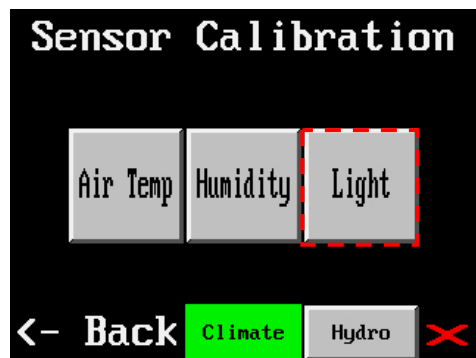 Sensor Calibration
Air Temp Humidity Light
<- Back Climate Hydro